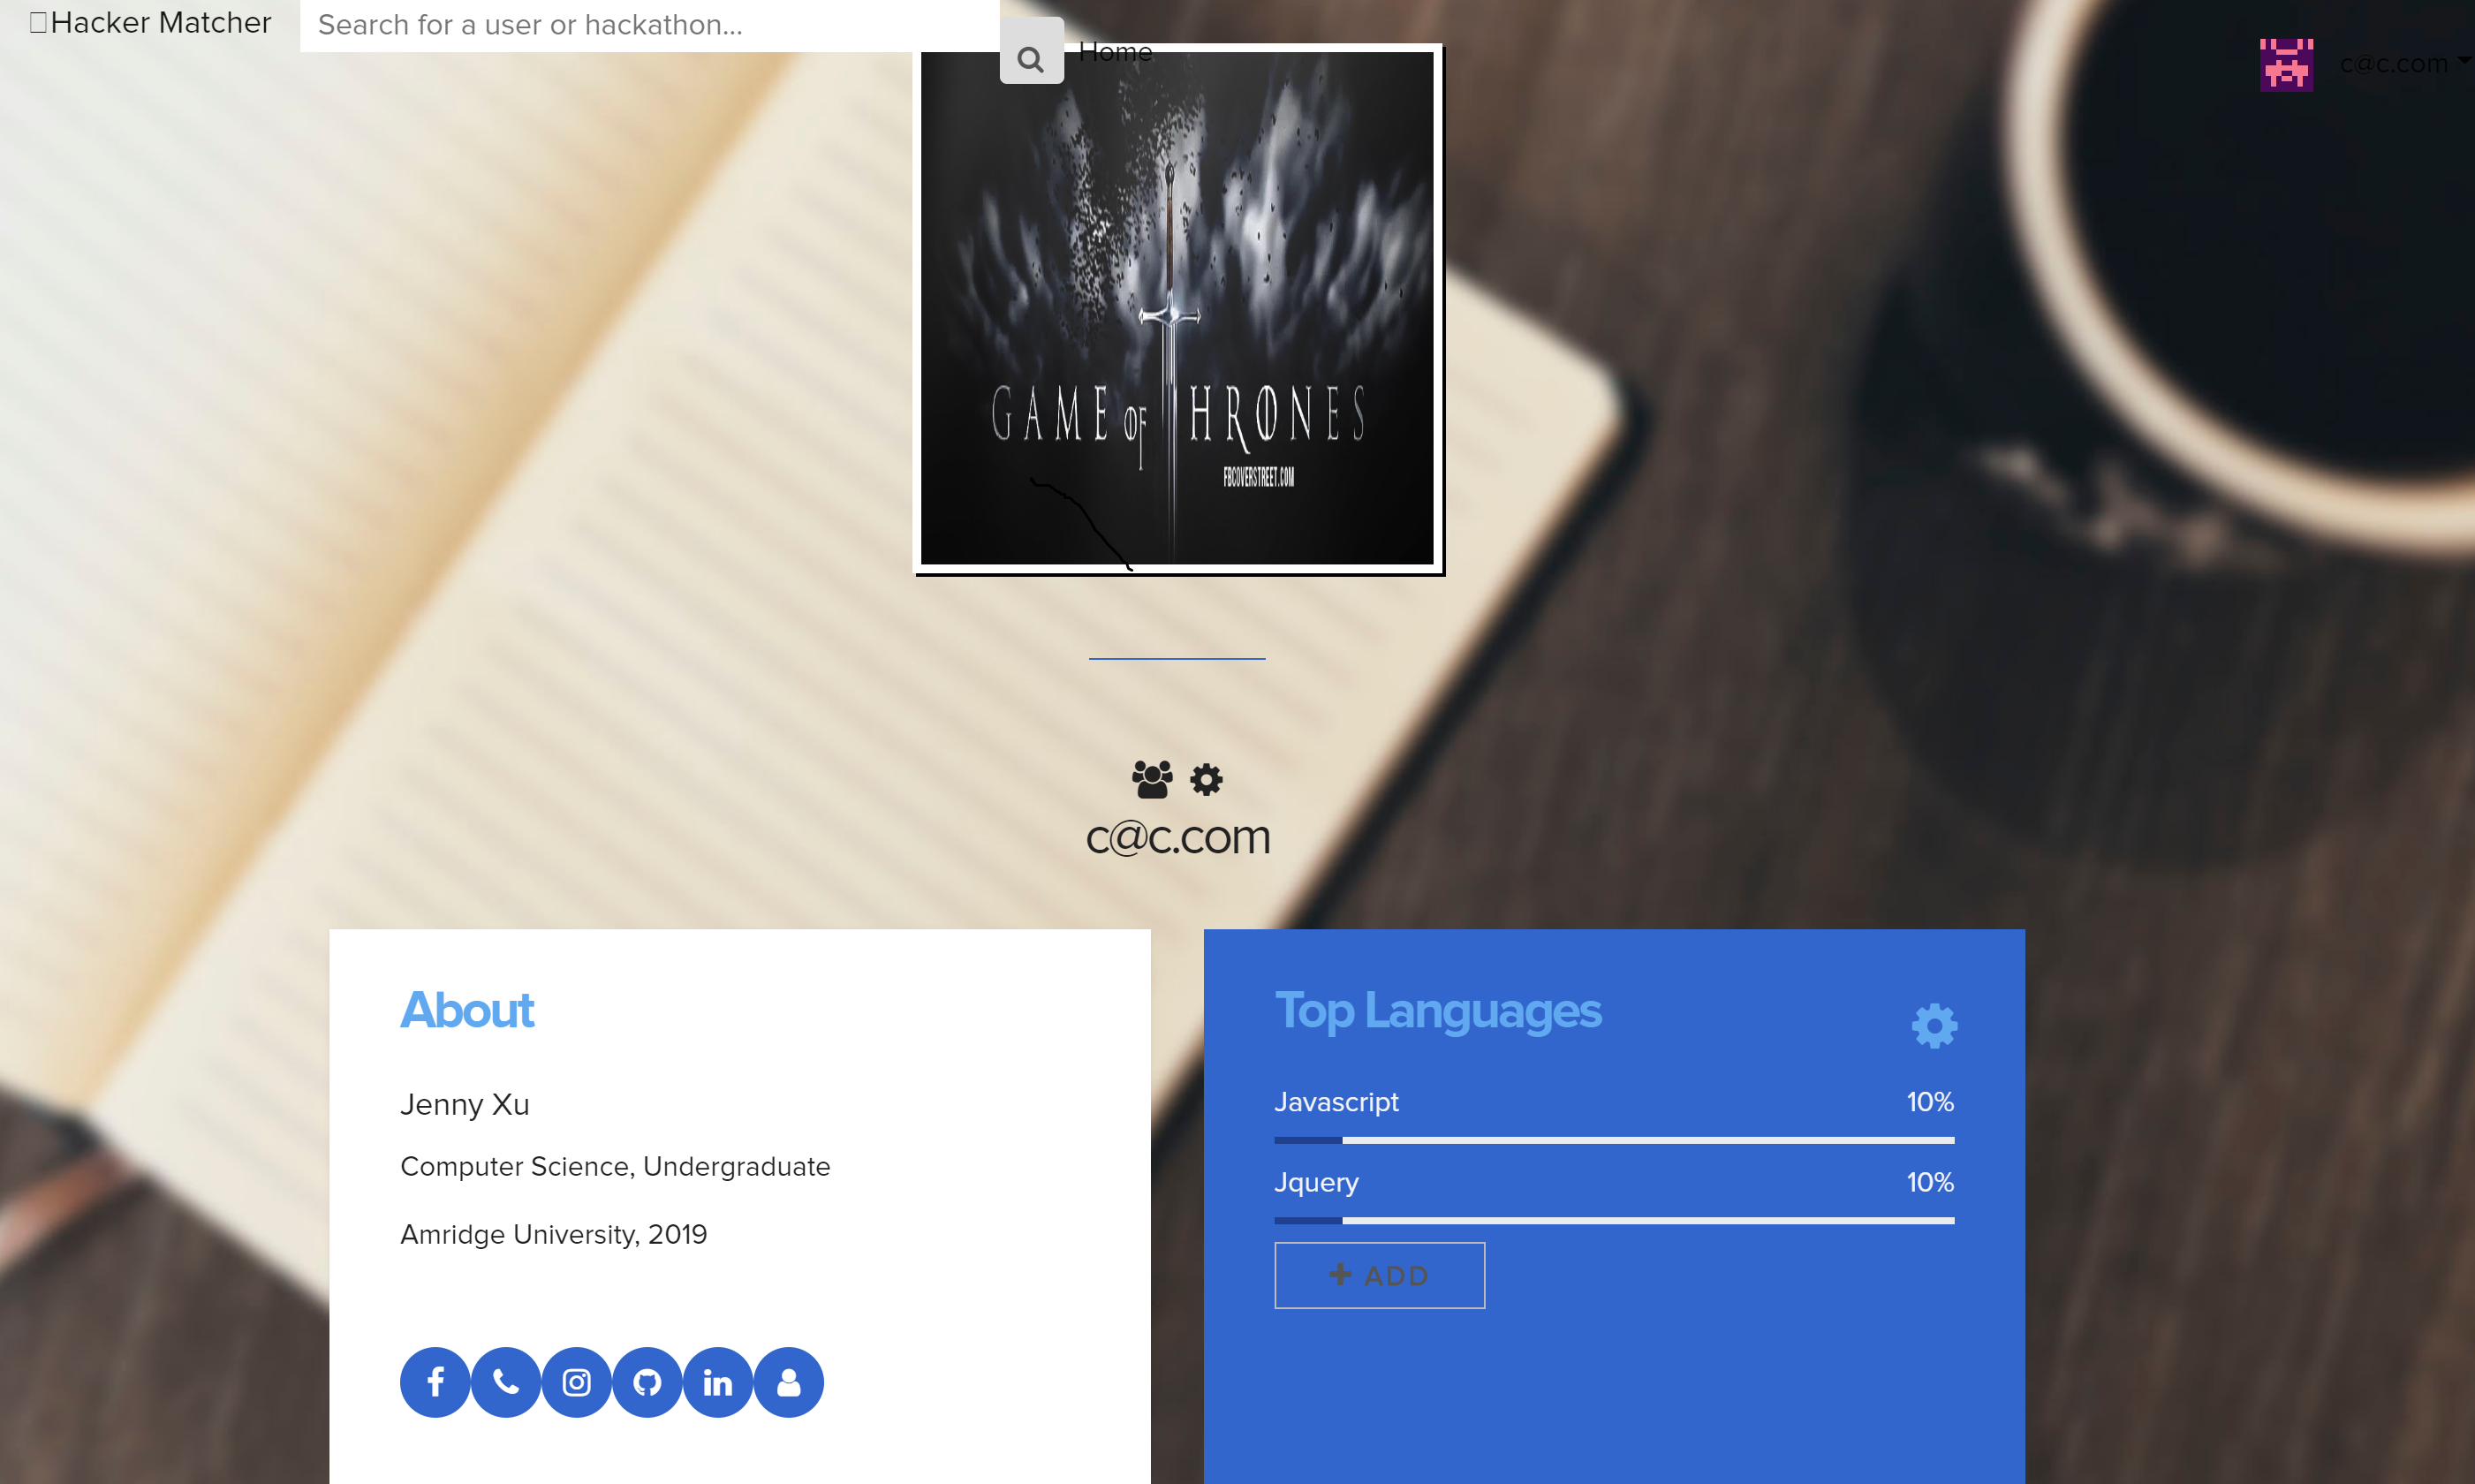 Hacker Matcher
Search for a user or hackathon...
Home
c@c.com
GAME OF THRONES
FBCOVERSTREET.COM
c@c.com
About
Jenny Xu
Computer Science, Undergraduate
Amridge University, 2019
Top Languages
Javascript 10%
Jquery 10%
ADD